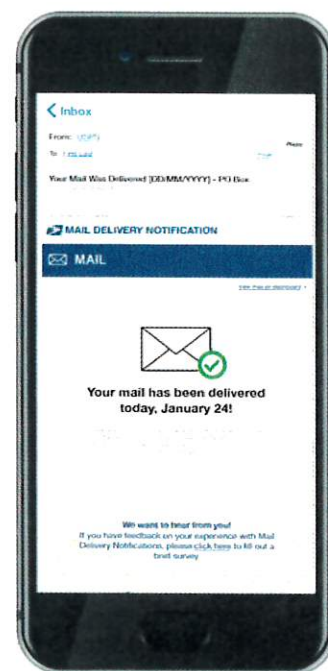 Inbox
From: USPS
To:
Your Mail Was Delivered [DD/MM/YYYY] - PO Box
MAIL DELIVERY NOTIFICATION
MAIL
Your mail has been delivered
today, January 24!
We want to hear from you!
If you have feedback on your experience with Mail
Delivery Notifications, please click here to fill out a
brief survey